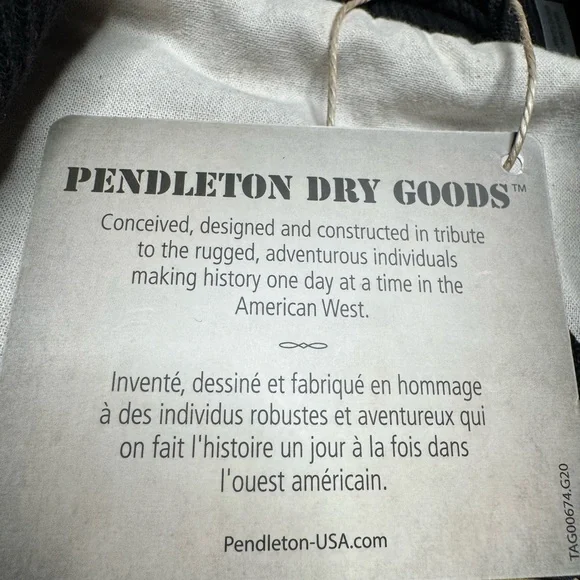 PENDLETON DRY GOODS™
Conceived, designed and constructed in tribute
to the rugged, adventurous individuals
making history one day at a time in the
American West.
Inventé, dessiné et fabriqué en hommage
à des individus robustes et aventureux qui
on fait l'histoire un jour à la fois dans
l'ouest américain.
Pendleton-USA.com
TAG00674.G20